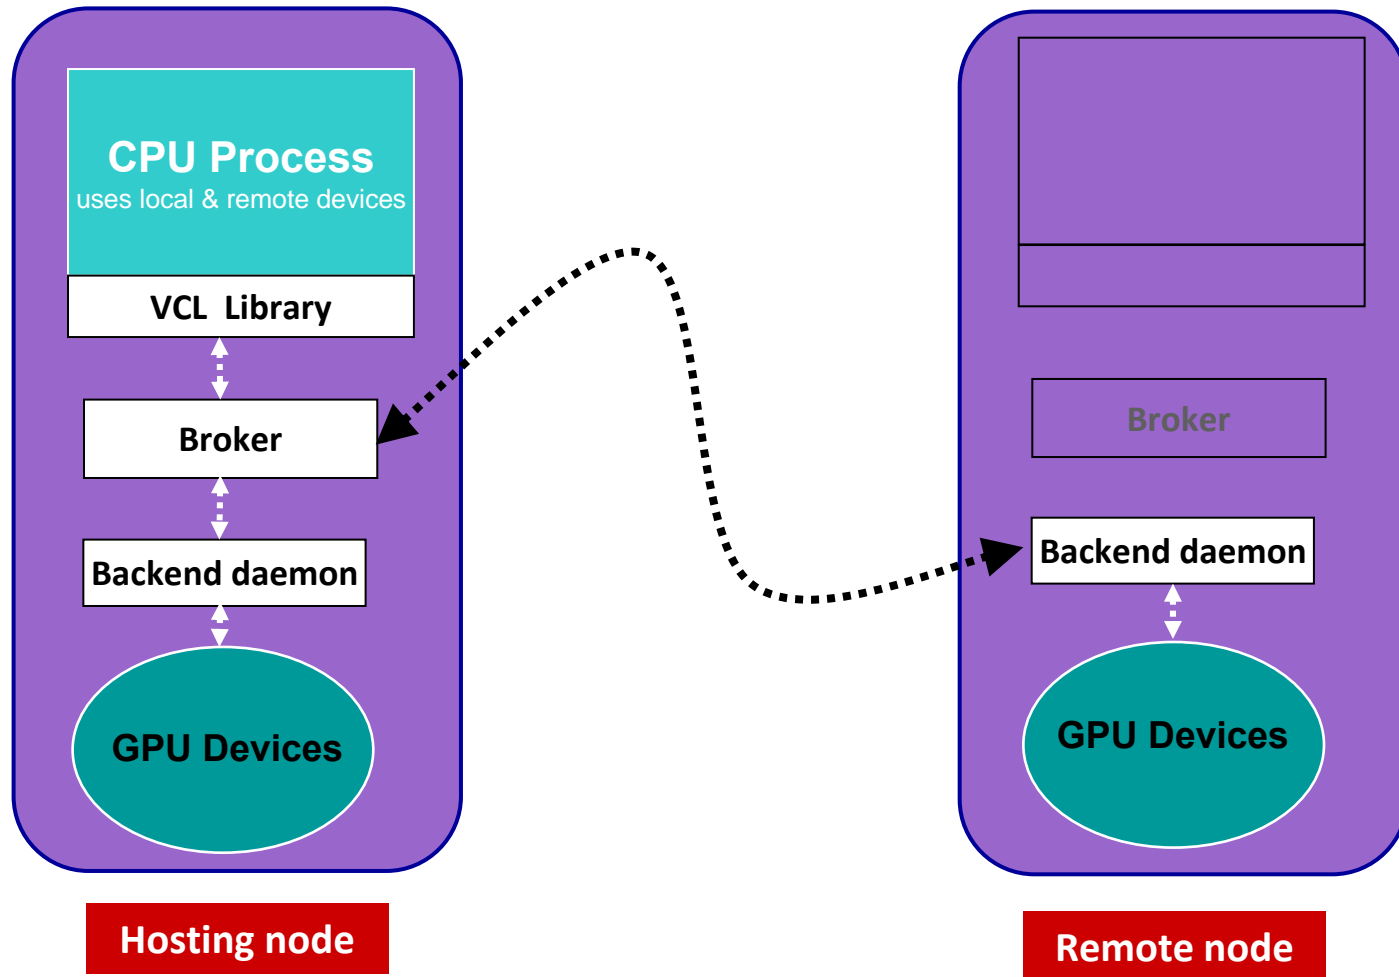 CPU Process
uses local & remote devices
VCL Library
Broker
Backend daemon
GPU Devices
Hosting node
Broker
Backend daemon
GPU Devices
Remote node